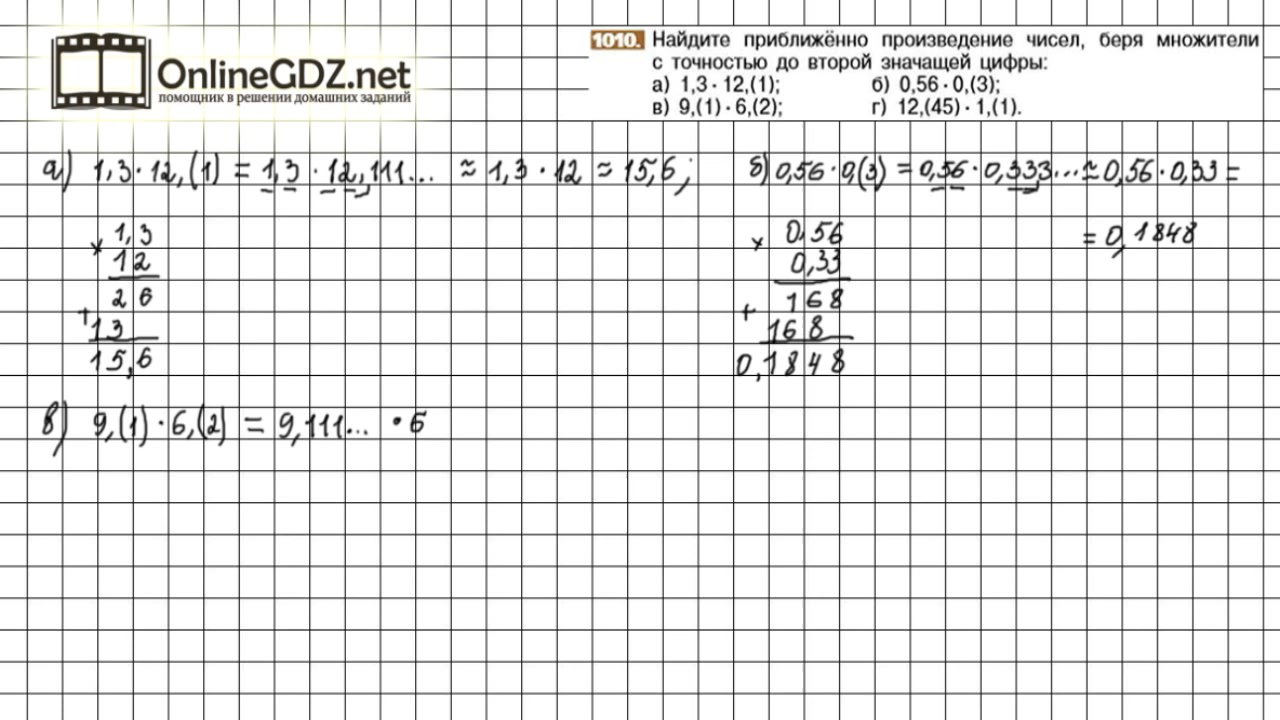 OnlineGDZ.net
помощник в решении домашних заданий
1010. Найдите приближённо произведение чисел, беря множители
с точностью до второй значащей цифры:
а) 1,3 · 12,(1); б) 0,56 · 0,(3);
в) 9,(1) · 6,(2); г) 12,(45) · 1,(1).
а) 1,3 · 12,(1) = 1,3 · 12,111... ≈ 1,3 · 12 ≈ 15,6;
× 1,3
12
26
+ 13
15,6
б) 0,56 · 0,(3) = 0,56 · 0,333... ≈ 0,56 · 0,33 =
= 0,1848
× 0,56
0,33
168
+ 168
0,1848
в) 9,(1) · 6,(2) = 9,111... · 6